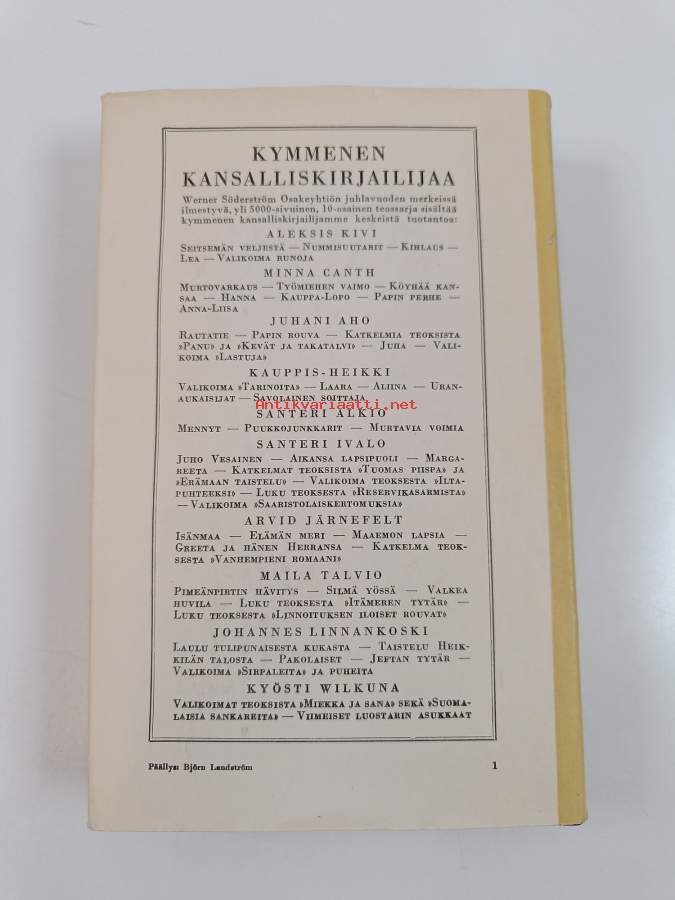 KYMMENEN
KANSALLISKIRJAILIJAA
Werner Söderström Osakeyhtiön juhlavuoden merkeissä
ilmestyvä, yli 5000-sivuinen, 10-osainen teossarja sisältää
kymmenen kansalliskirjailijamme keskeistä tuotantoa:
ALEKSIS KIVI
Seitsemän veljestä — Nummisuutarit — Kihlaus —
Lea — Valikoima runoja
MINNA CANTH
Murtovarkaus — Työmiehen vaimo — Köyhää kan-
saa — Hanna — Kauppa-Lopo — Papin perhe —
Anna-Liisa
JUHANI AHO
Rautatie — Papin rouva — Katkelmia teoksista
»Panu» ja »Kevät ja takatalvi» — Juha — Vali-
koima »Lastuja»
KAUPPIS-HEIKKI
Valikoima »Tarinoita» — Laara — Aliina — Uran-
aukaisijat — Savolainen soittaja
Antikvariaatti.net
SANTERI ALKIO
Mennyt — Puukkojunkkarit — Murtavia voimia
SANTERI IVALO
Juho Vesainen — Aikansa lapsipuoli — Marga-
reeta — Katkelmat teoksista »Tuomas piispa» ja
»Erämaan taistelu» — Valikoima teoksesta »Ilta-
puhteeksi» — Luku teoksesta »Reservikasarmista»
— Valikoima »Saaristolaiskertomuksia»
ARVID JÄRNEFELT
Isänmaa — Elämän meri — Maaemon lapsia —
Greeta ja hänen Herransa — Katkelma teok-
sesta »Vanhempieni romaani»
MAILA TALVIO
Pimeänpirtin hävitys — Silmä yössä — Valkea
huvila — Luku teoksesta »Itämeren tytär» —
Luku teoksesta »Linnoituksen iloiset rouvat»
JOHANNES LINNANKOSKI
Laulu tulipunaisesta kukasta — Taistelu Heik-
kilän talosta — Pakolaiset — Jeftan tytär —
Valikoima »Sirpaleita» ja puheita
KYÖSTI WILKUNA
Valikoimat teoksista »Miekka ja sana» sekä »Suoma-
laisia sankareita» — Viimeiset luostarin asukkaat
Päällys: Björn Landström 1